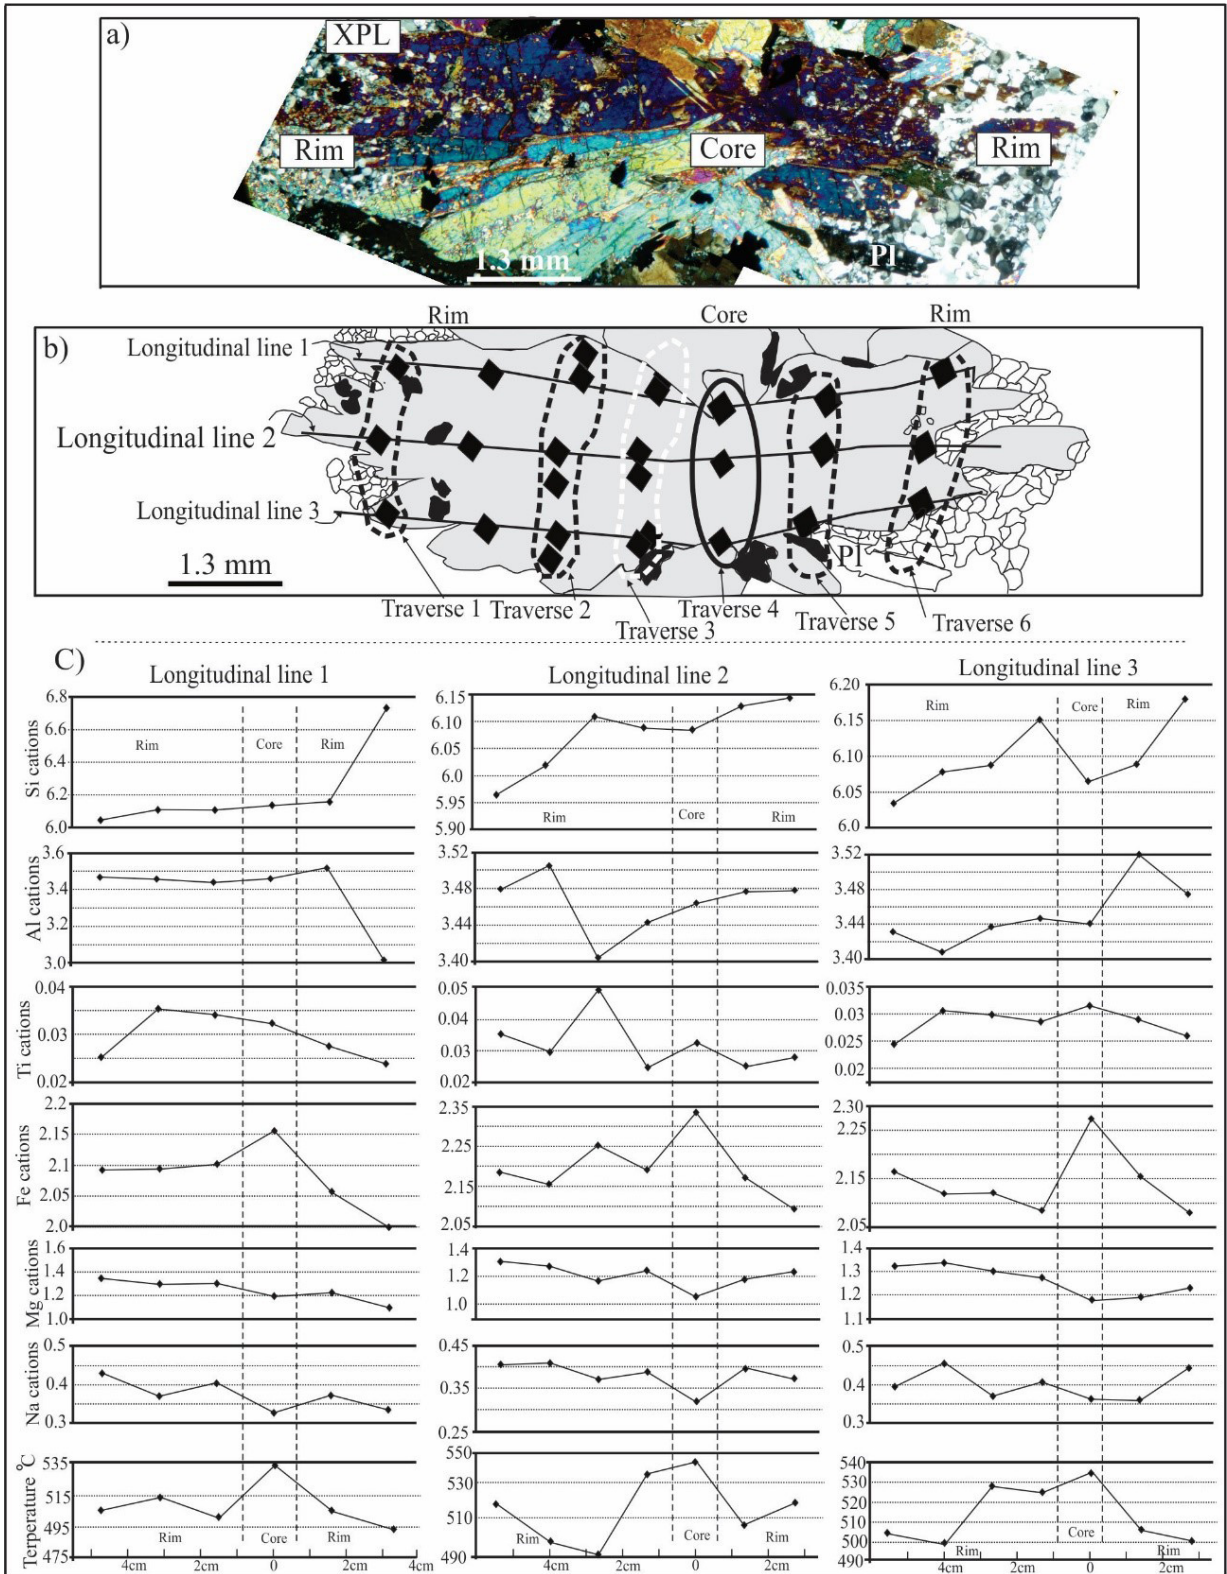 a)
XPL
Rim
Core
Rim
1.3 mm
Pl
Rim
Core
Rim
b)
Longitudinal line 1
Longitudinal line 2
Longitudinal line 3
1.3 mm
Pl
Traverse 1
Traverse 2
Traverse 3
Traverse 4
Traverse 5
Traverse 6
C)
Longitudinal line 1
Longitudinal line 2
Longitudinal line 3
Si cations
6.8
6.6
6.4
6.2
6.0
Rim
Core
Rim
6.15
6.10
6.0
5.95
5.90
Rim
Core
Rim
6.20
6.15
6.10
6.05
6.0
Rim
Core
Rim
Al cations
3.6
3.4
3.2
3.0
3.52
3.48
3.44
3.40
3.52
3.48
3.44
3.40
Ti cations
0.04
0.03
0.02
0.05
0.04
0.03
0.02
0.035
0.03
0.025
0.02
Fe cations
2.2
2.15
2.1
2.05
2.0
2.35
2.25
2.15
2.05
2.30
2.25
2.15
2.05
Mg cations
1.6
1.4
1.2
1.0
1.4
1.2
1.0
1.4
1.3
1.2
1.1
Na cations
0.5
0.4
0.3
0.45
0.35
0.25
0.5
0.4
0.3
Terperature °C
535
515
495
475
Rim
Core
Rim
4cm
2cm
0
2cm
4cm
550
530
510
490
Rim
Core
Rim
4cm
2cm
0
2cm
540
530
520
510
500
490
Rim
Core
Rim
4cm
2cm
0
2cm